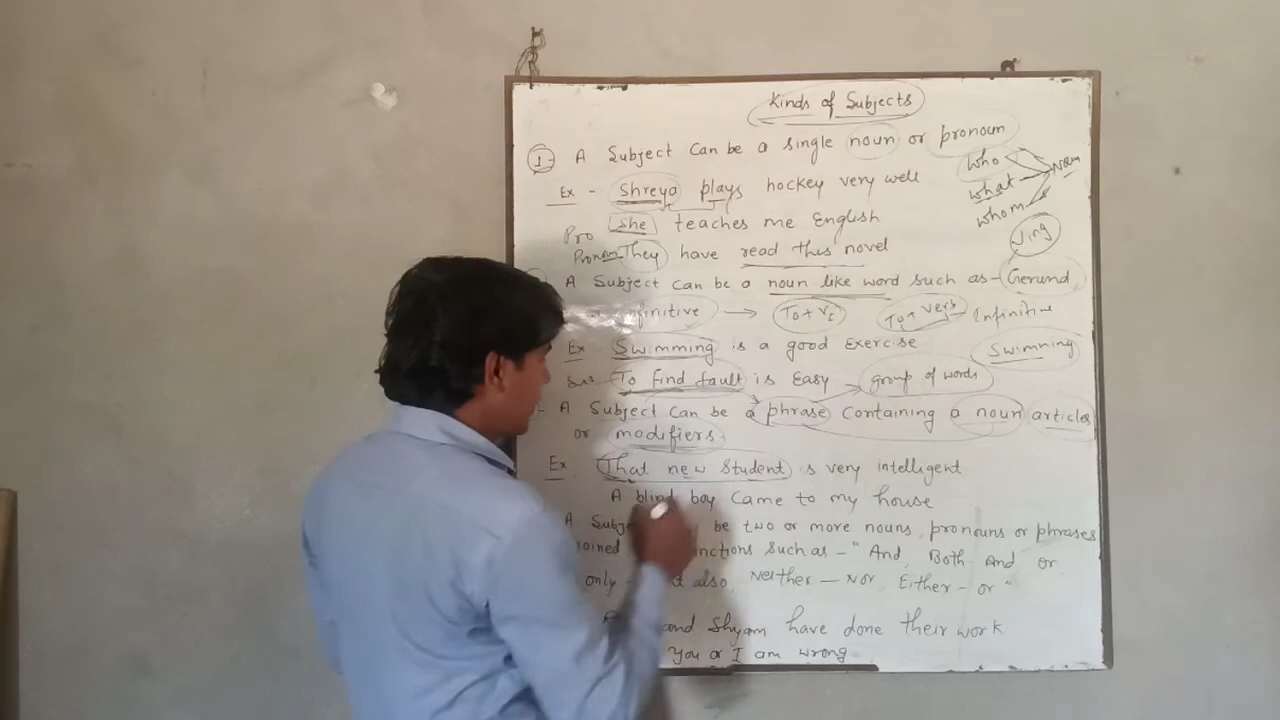 Kinds of Subjects
1. A Subject can be a single noun or pronoun
who
what
whom
Noun
Ex - Shreya plays hockey very well
Pro She teaches me English
Pronoun They have read this novel
Ving
A Subject can be a noun like word such as - Gerund
To + V1 To + Verb - Infinitive
Ex Swimming is a good Exercise Swimming
To find fault is Easy group of words
A Subject can be a phrase Containing a noun articles
or modifiers
Ex That new Student is very intelligent
A blind boy Came to my house
A be two or more nouns, pronouns or phrases
such as - "And, Both And or
only also, Neither - Nor, Either - or "
and Shyam have done their work
You or I am wrong